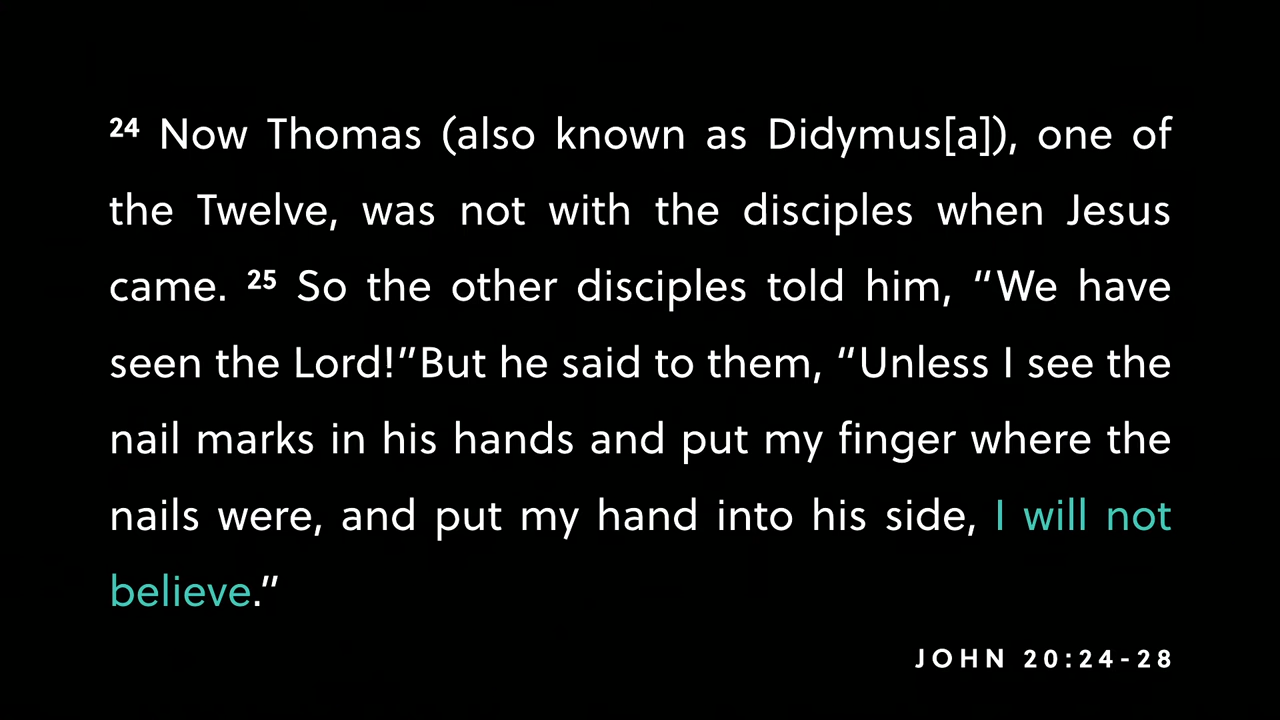 24 Now Thomas (also known as Didymus[a]), one of
the Twelve, was not with the disciples when Jesus
came. 25 So the other disciples told him, “We have
seen the Lord!”But he said to them, “Unless I see the
nail marks in his hands and put my finger where the
nails were, and put my hand into his side, I will not
believe.”
JOHN 20:24-28